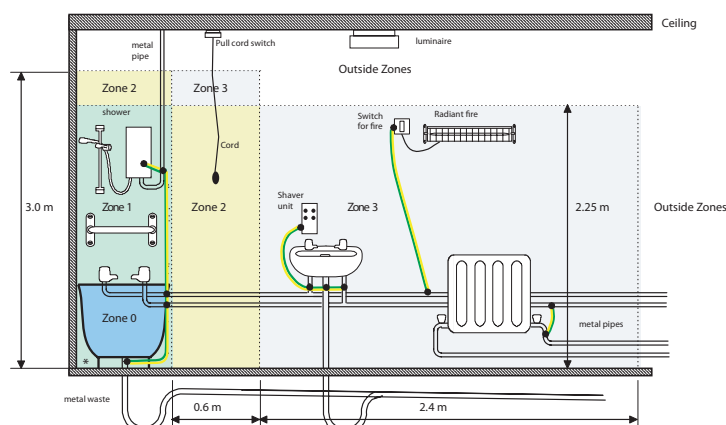 Ceiling
metal
pipe
Pull cord switch
luminaire
Outside Zones
Zone 2
Zone 3
shower
Switch
for fire
Radiant fire
Cord
3.0 m
Zone 1
Zone 2
Shaver
unit
Zone 3
2.25 m
Outside Zones
Zone 0
metal pipes
*
metal waste
0.6 m
2.4 m